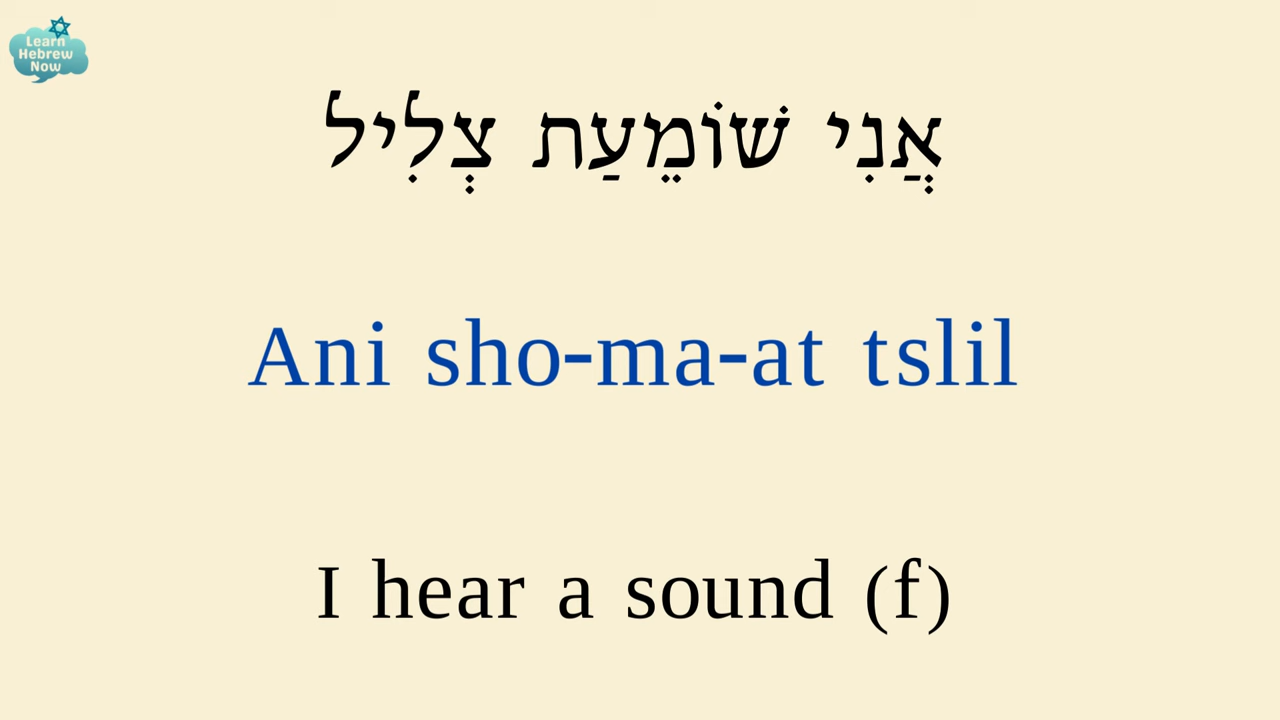 Learn
Hebrew
Now
אֲנִי שׁוֹמֵעַת צְלִיל
Ani sho-ma-at tslil
I hear a sound (f)